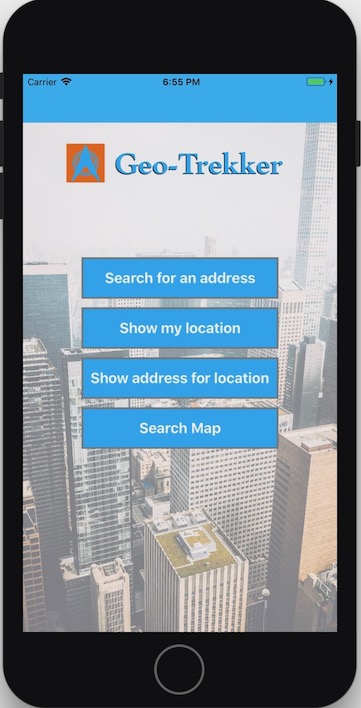 Carrier 6:55 PM
Geo-Trekker
Search for an address
Show my location
Show address for location
Search Map